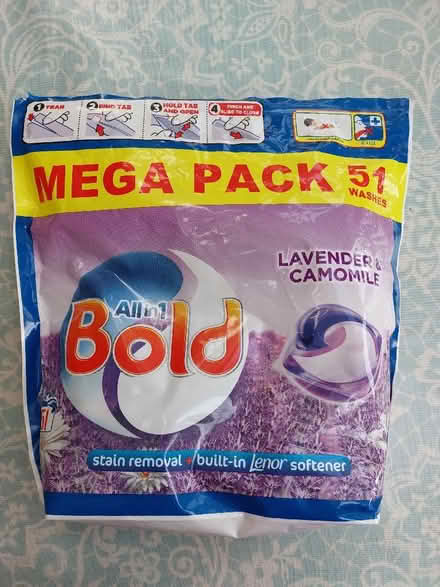 1 TEAR
2 FIND TAB
3 HOLD TAB AND OPEN
4 PINCH AND SLIDE TO CLOSE
MEGA PACK 51
WASHES
LAVENDER &
CAMOMILE
All in 1
Bold
stain removal • built-in Lenor softener